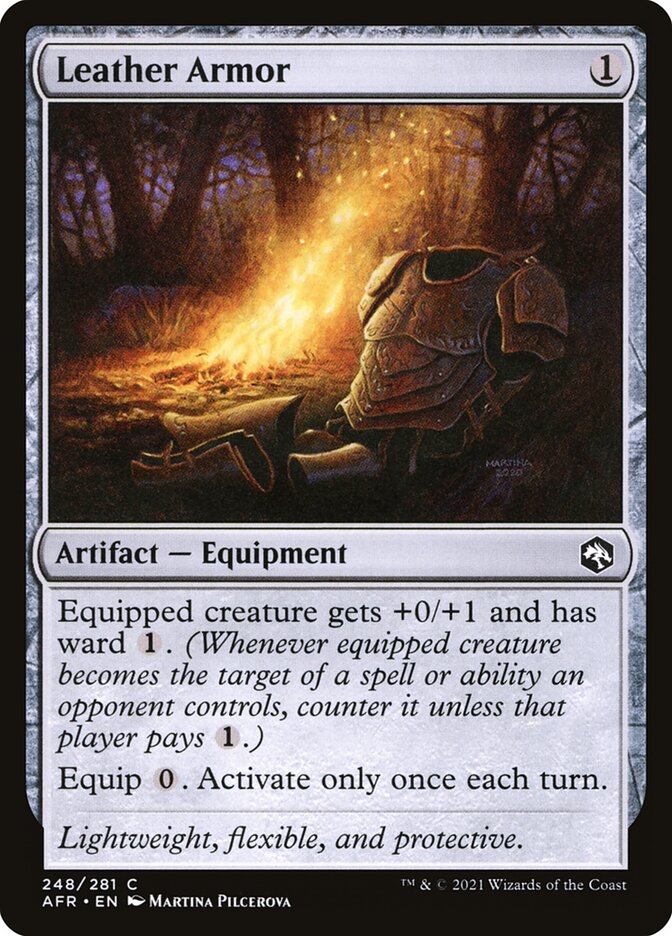 Leather Armor 1
MARTINA
2020
Artifact — Equipment
Equipped creature gets +0/+1 and has
ward 1. (Whenever equipped creature
becomes the target of a spell or ability an
opponent controls, counter it unless that
player pays 1.)
Equip 0. Activate only once each turn.
Lightweight, flexible, and protective.
248/281 C
™ & © 2021 Wizards of the Coast
AFR • EN Martina Pilcerova